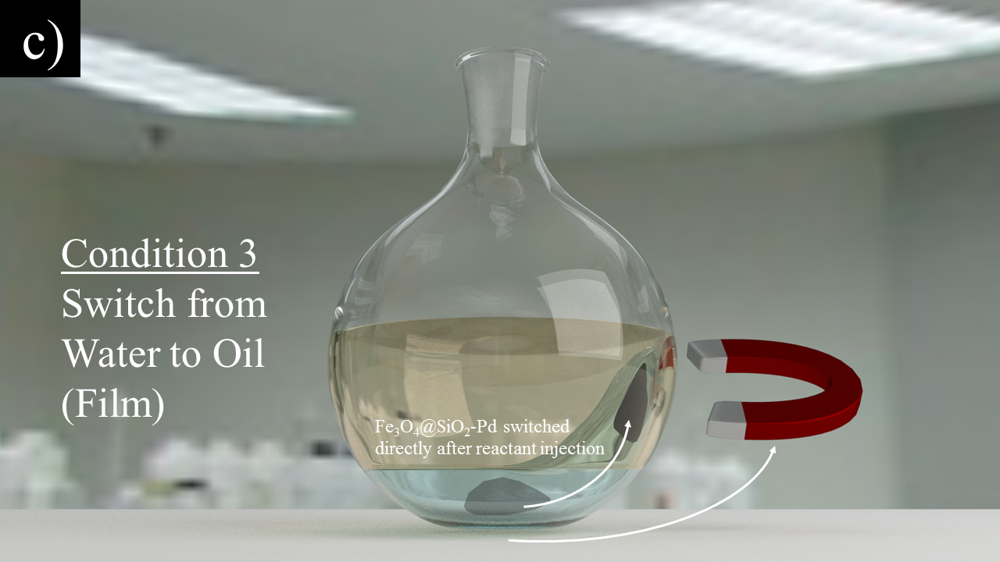 c)
Condition 3
Switch from
Water to Oil
(Film)
Fe₃O₄@SiO₂-Pd switched
directly after reactant injection